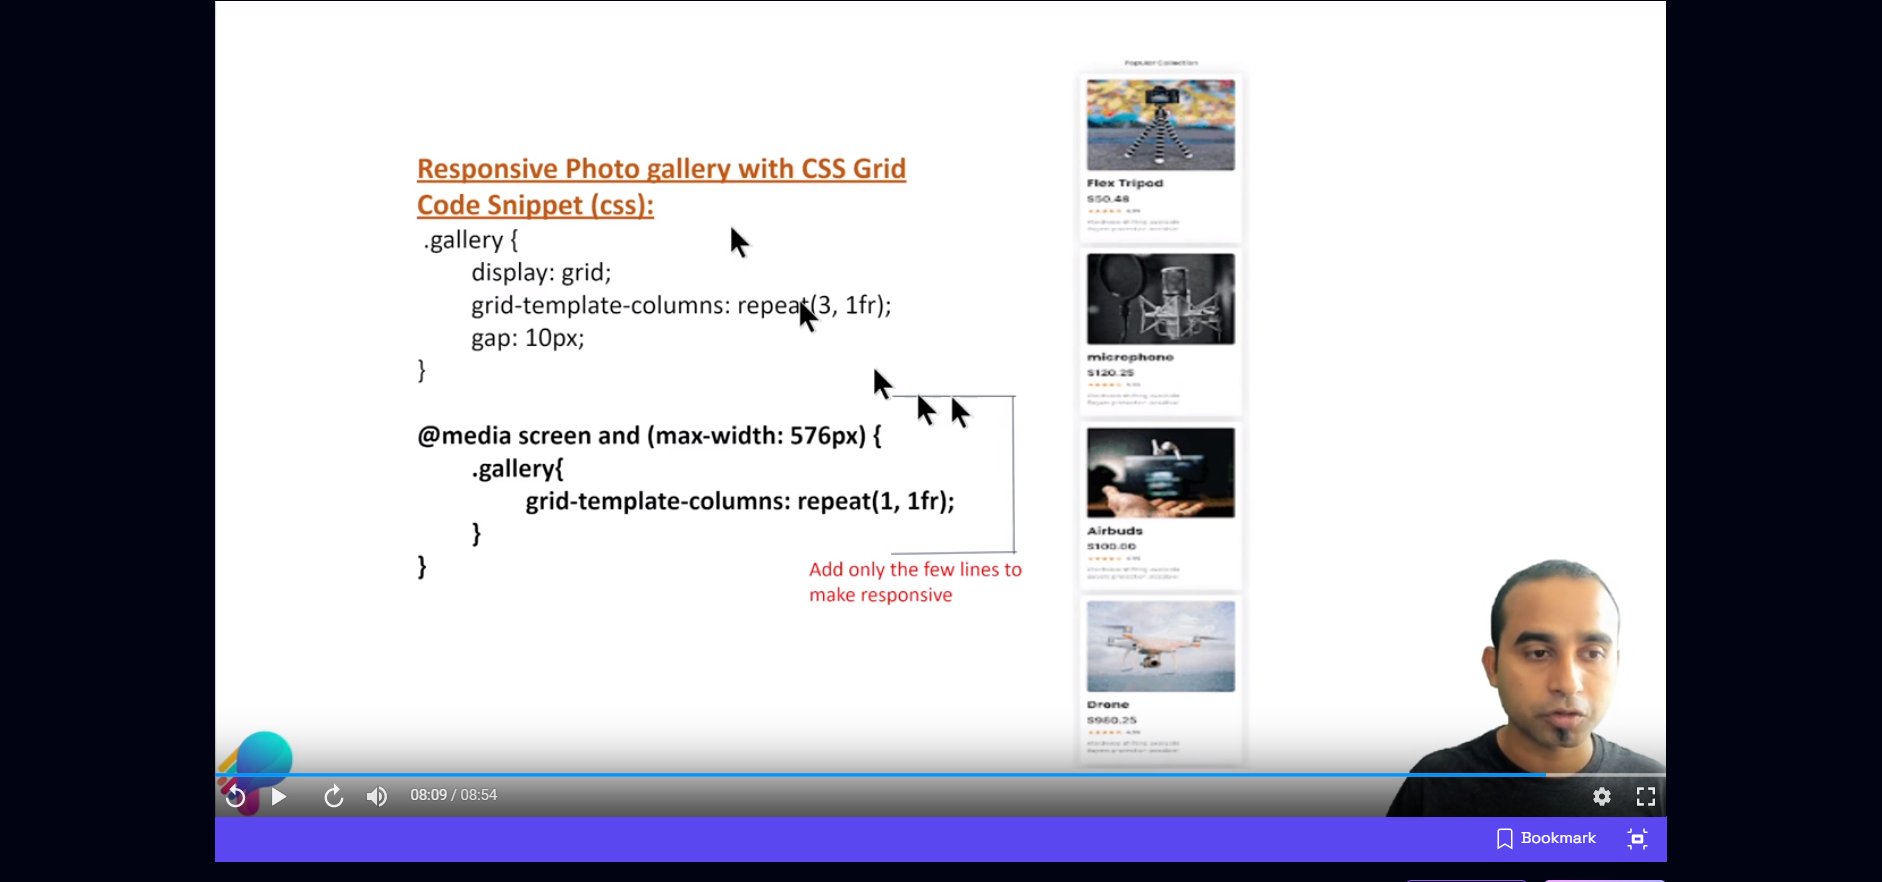 Popular Collection
Responsive Photo gallery with CSS Grid
Code Snippet (css):
.gallery {
display: grid;
grid-template-columns: repeat(3, 1fr);
gap: 10px;
}
@media screen and (max-width: 576px) {
.gallery{
grid-template-columns: repeat(1, 1fr);
}
}
Add only the few lines to
make responsive
Flex Tripod
$50.48
microphone
$120.25
Airbuds
$100.00
Drone
$980.25
08:09 / 08:54
Bookmark